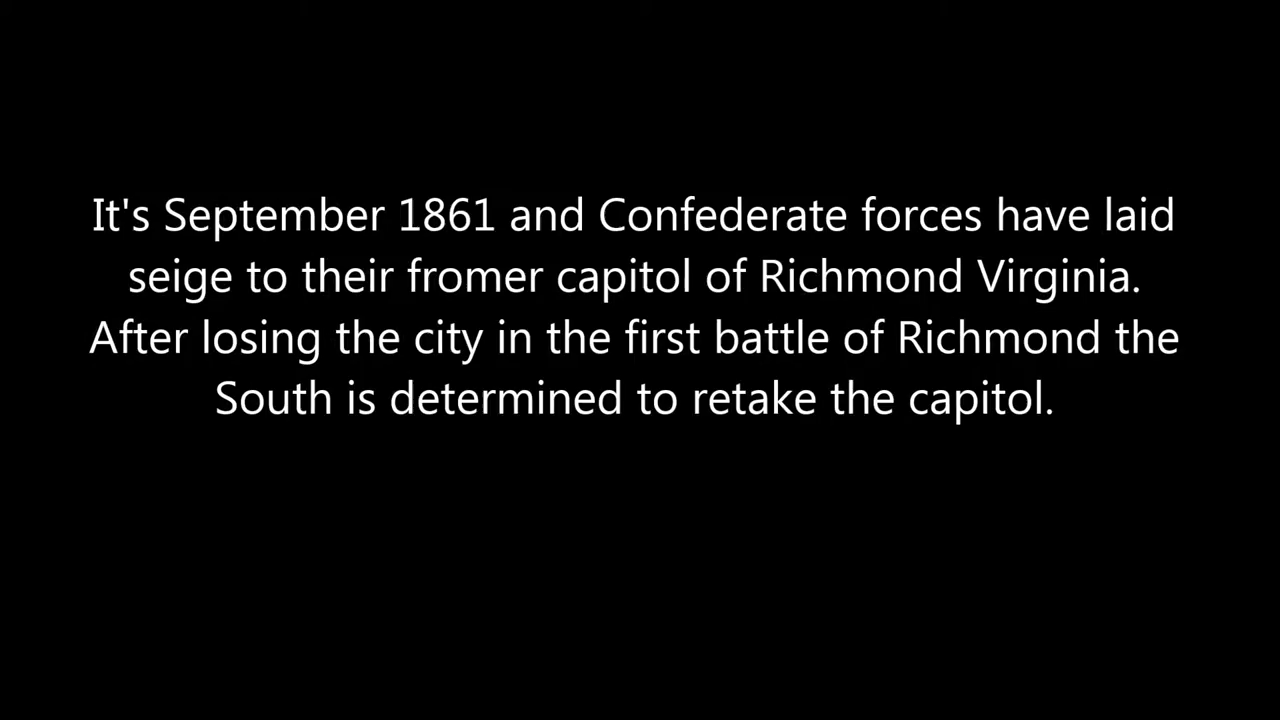 It's September 1861 and Confederate forces have laid
seige to their fromer capitol of Richmond Virginia.
After losing the city in the first battle of Richmond the
South is determined to retake the capitol.